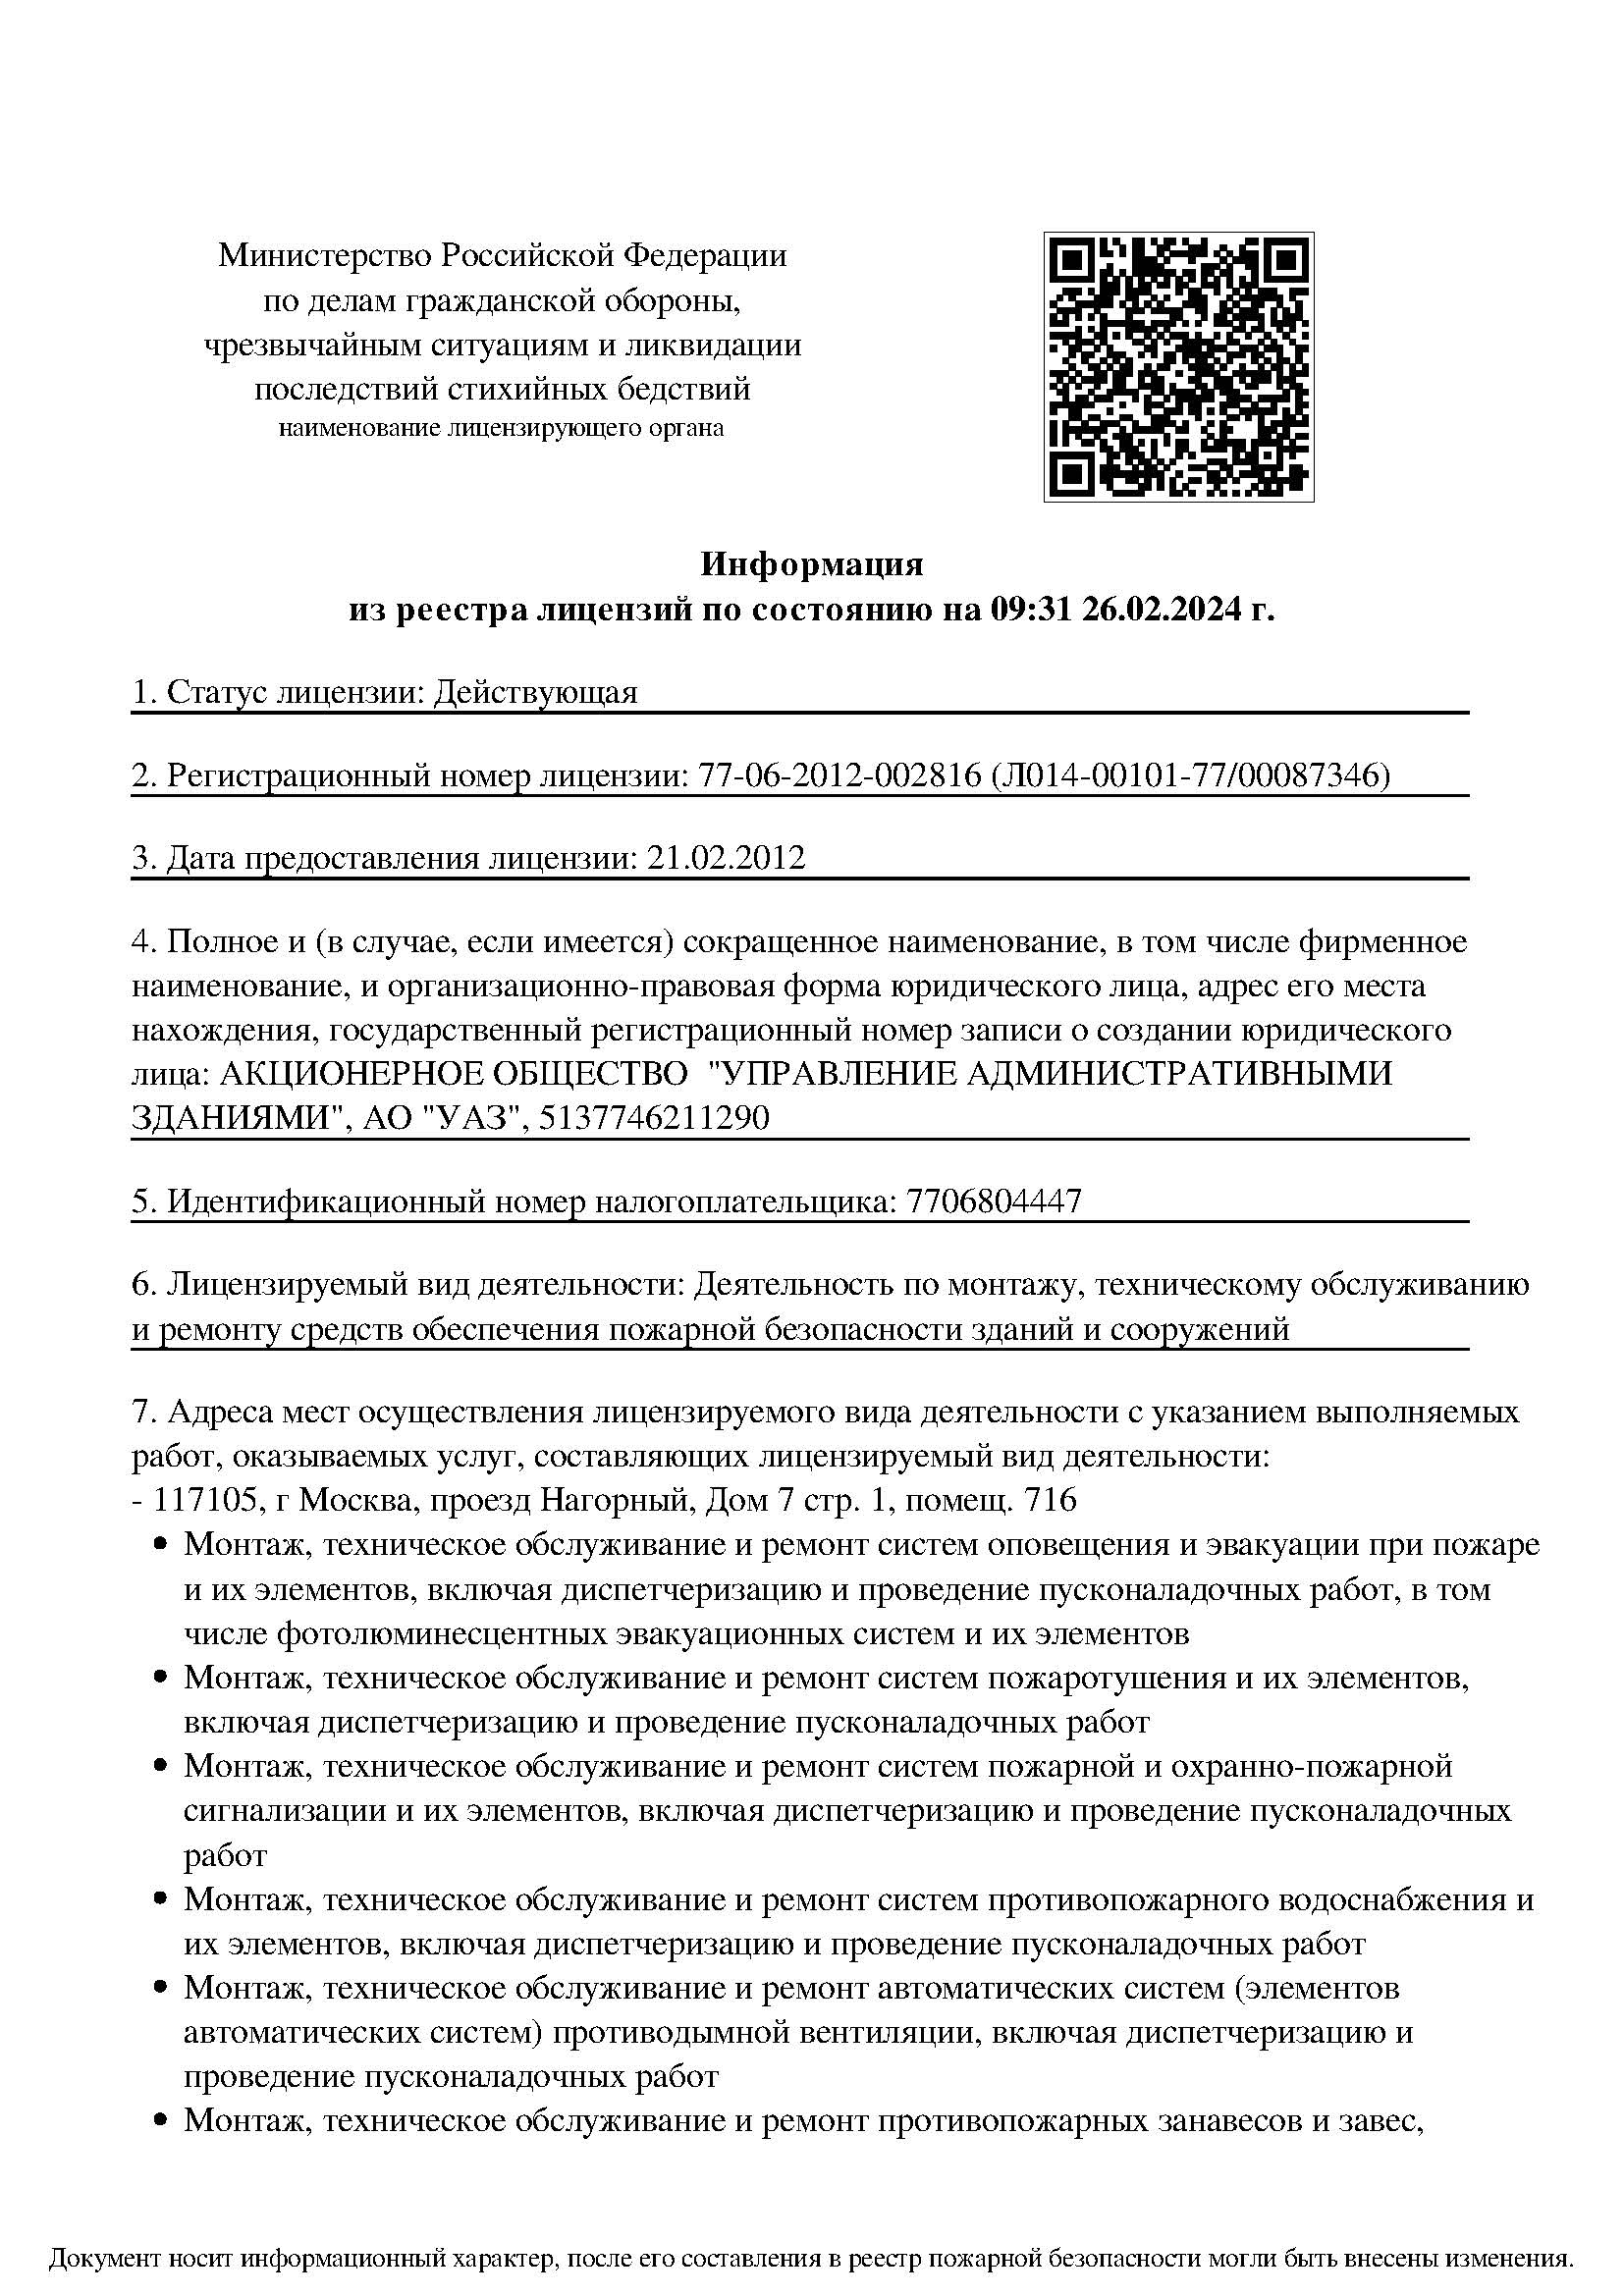 Министерство Российской Федерации
по делам гражданской обороны,
чрезвычайным ситуациям и ликвидации
последствий стихийных бедствий
наименование лицензирующего органа
Информация
из реестра лицензий по состоянию на 09:31 26.02.2024 г.
1. Статус лицензии: Действующая
2. Регистрационный номер лицензии: 77-06-2012-002816 (Л014-00101-77/00087346)
3. Дата предоставления лицензии: 21.02.2012
4. Полное и (в случае, если имеется) сокращенное наименование, в том числе фирменное
наименование, и организационно-правовая форма юридического лица, адрес его места
нахождения, государственный регистрационный номер записи о создании юридического
лица: АКЦИОНЕРНОЕ ОБЩЕСТВО "УПРАВЛЕНИЕ АДМИНИСТРАТИВНЫМИ
ЗДАНИЯМИ", АО "УАЗ", 5137746211290
5. Идентификационный номер налогоплательщика: 7706804447
6. Лицензируемый вид деятельности: Деятельность по монтажу, техническому обслуживанию
и ремонту средств обеспечения пожарной безопасности зданий и сооружений
7. Адреса мест осуществления лицензируемого вида деятельности с указанием выполняемых
работ, оказываемых услуг, составляющих лицензируемый вид деятельности:
- 117105, г Москва, проезд Нагорный, Дом 7 стр. 1, помещ. 716
• Монтаж, техническое обслуживание и ремонт систем оповещения и эвакуации при пожаре
и их элементов, включая диспетчеризацию и проведение пусконаладочных работ, в том
числе фотолюминесцентных эвакуационных систем и их элементов
• Монтаж, техническое обслуживание и ремонт систем пожаротушения и их элементов,
включая диспетчеризацию и проведение пусконаладочных работ
• Монтаж, техническое обслуживание и ремонт систем пожарной и охранно-пожарной
сигнализации и их элементов, включая диспетчеризацию и проведение пусконаладочных
работ
• Монтаж, техническое обслуживание и ремонт систем противопожарного водоснабжения и
их элементов, включая диспетчеризацию и проведение пусконаладочных работ
• Монтаж, техническое обслуживание и ремонт автоматических систем (элементов
автоматических систем) противодымной вентиляции, включая диспетчеризацию и
проведение пусконаладочных работ
• Монтаж, техническое обслуживание и ремонт противопожарных занавесов и завес,
Документ носит информационный характер, после его составления в реестр пожарной безопасности могли быть внесены изменения.